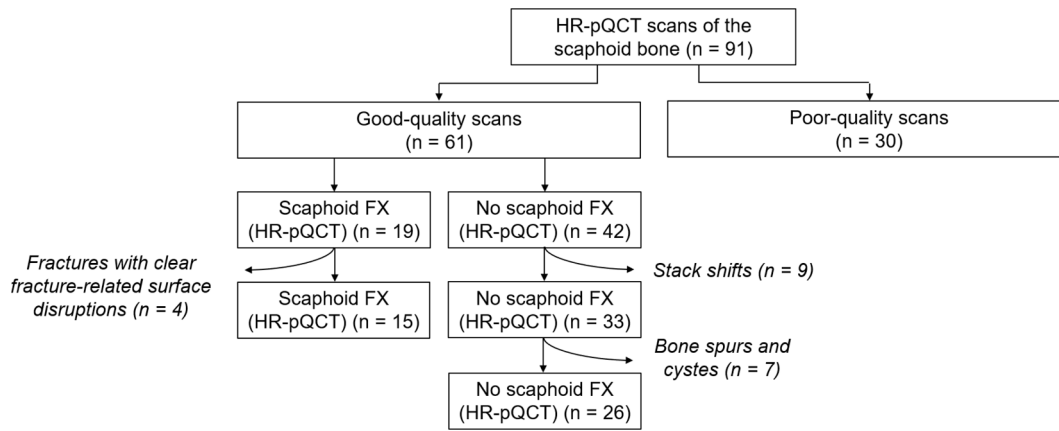 HR-pQCT scans of the
scaphoid bone (n = 91)
Good-quality scans
(n = 61)
Poor-quality scans
(n = 30)
Scaphoid FX
(HR-pQCT) (n = 19)
No scaphoid FX
(HR-pQCT) (n = 42)
Fractures with clear
fracture-related surface
disruptions (n = 4)
Stack shifts (n = 9)
Scaphoid FX
(HR-pQCT) (n = 15)
No scaphoid FX
(HR-pQCT) (n = 33)
Bone spurs and
cystes (n = 7)
No scaphoid FX
(HR-pQCT) (n = 26)